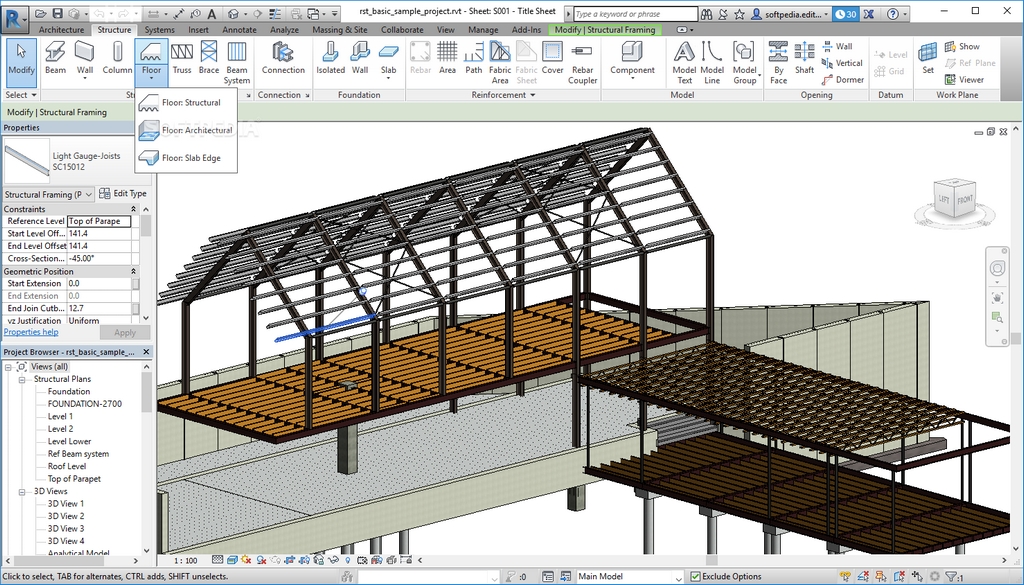 rst_basic_sample_project.rvt - Sheet: S001 - Title Sheet
Type a keyword or phrase
softpedia.edit...
30
Architecture Structure Systems Insert Annotate Analyze Massing & Site Collaborate View Manage Add-Ins Modify | Structural Framing
Modify Beam Wall Column Floor Truss Brace Beam System Connection Isolated Wall Slab Rebar Area Path Fabric Area Fabric Sheet Cover Rebar Coupler Component Model Text Model Line Model Group By Face Shaft Wall Vertical Dormer Level Grid Set Show Ref Plane Viewer
Select Connection Foundation Reinforcement Model Opening Datum Work Plane
Floor: Structural
Floor: Architectural
Floor: Slab Edge
Modify | Structural Framing
Properties
Light Gauge-Joists
SC15012
Structural Framing (P Edit Type
Constraints
Reference Level Top of Parape
Start Level Off... 141.4
End Level Offset 141.4
Cross-Section... -45.00°
Geometric Position
Start Extension 0.0
End Extension 0.0
End Join Cutb... 12.7
yz Justification Uniform
Properties help Apply
Project Browser - rst_basic_sample_...
Views (all)
Structural Plans
Foundation
FOUNDATION-2700
Level 1
Level 2
Level Lower
Ref Beam system
Roof Level
Top of Parapet
3D Views
3D View 1
3D View 2
3D View 3
3D View 4
Analytical Model
LEFT FRONT
1 : 100
Click to select, TAB for alternates, CTRL adds, SHIFT unselects.
:0
Main Model
Exclude Options
:1